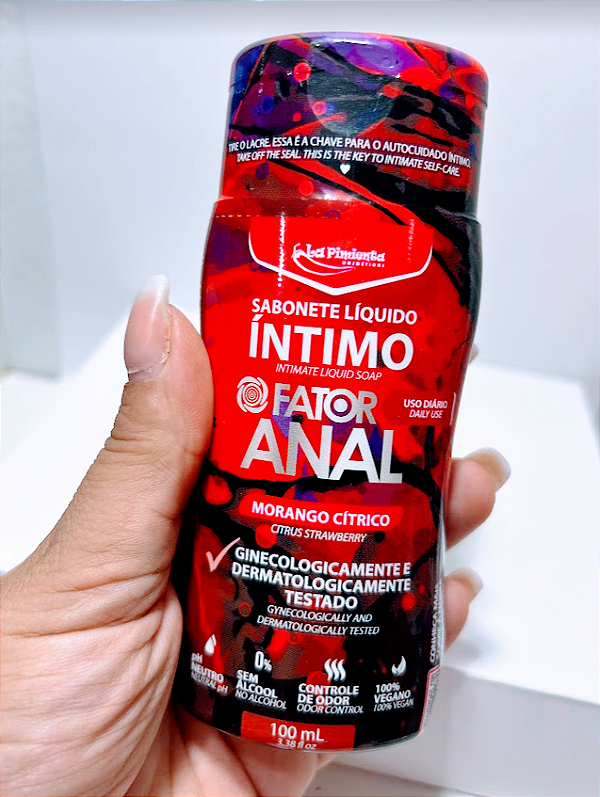 TIRE O LACRE. ESSA É A CHAVE PARA O AUTOCUIDADO ÍNTIMO.
TAKE OFF THE SEAL. THIS IS THE KEY TO INTIMATE SELF-CARE.
La Pimienta
COSMÉTICOS
SABONETE LÍQUIDO
ÍNTIMO
INTIMATE LIQUID SOAP
FATOR
ANAL
USO DIÁRIO
DAILY USE
MORANGO CÍTRICO
CITRUS STRAWBERRY
GINECOLOGICAMENTE E
DERMATOLOGICAMENTE
TESTADO
GYNECOLOGICALLY AND
DERMATOLOGICALLY TESTED
pH
NEUTRO
NEUTRAL pH
0%
SEM
ÁLCOOL
NO ALCOHOL
CONTROLE
DE ODOR
ODOR CONTROL
100%
VEGANO
100% VEGAN
100 mL
3.38 fl oz
CONHEÇA MAIS